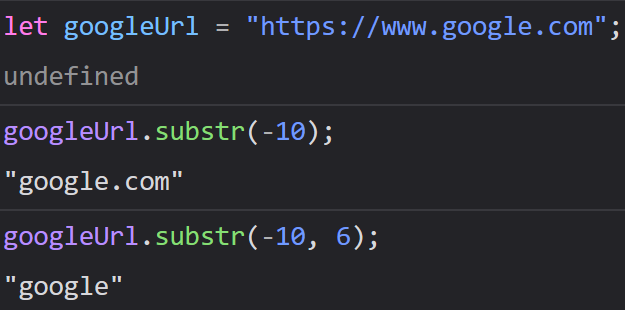 let googleUrl = "https://www.google.com";
undefined
googleUrl.substr(-10);
"google.com"
googleUrl.substr(-10, 6);
"google"